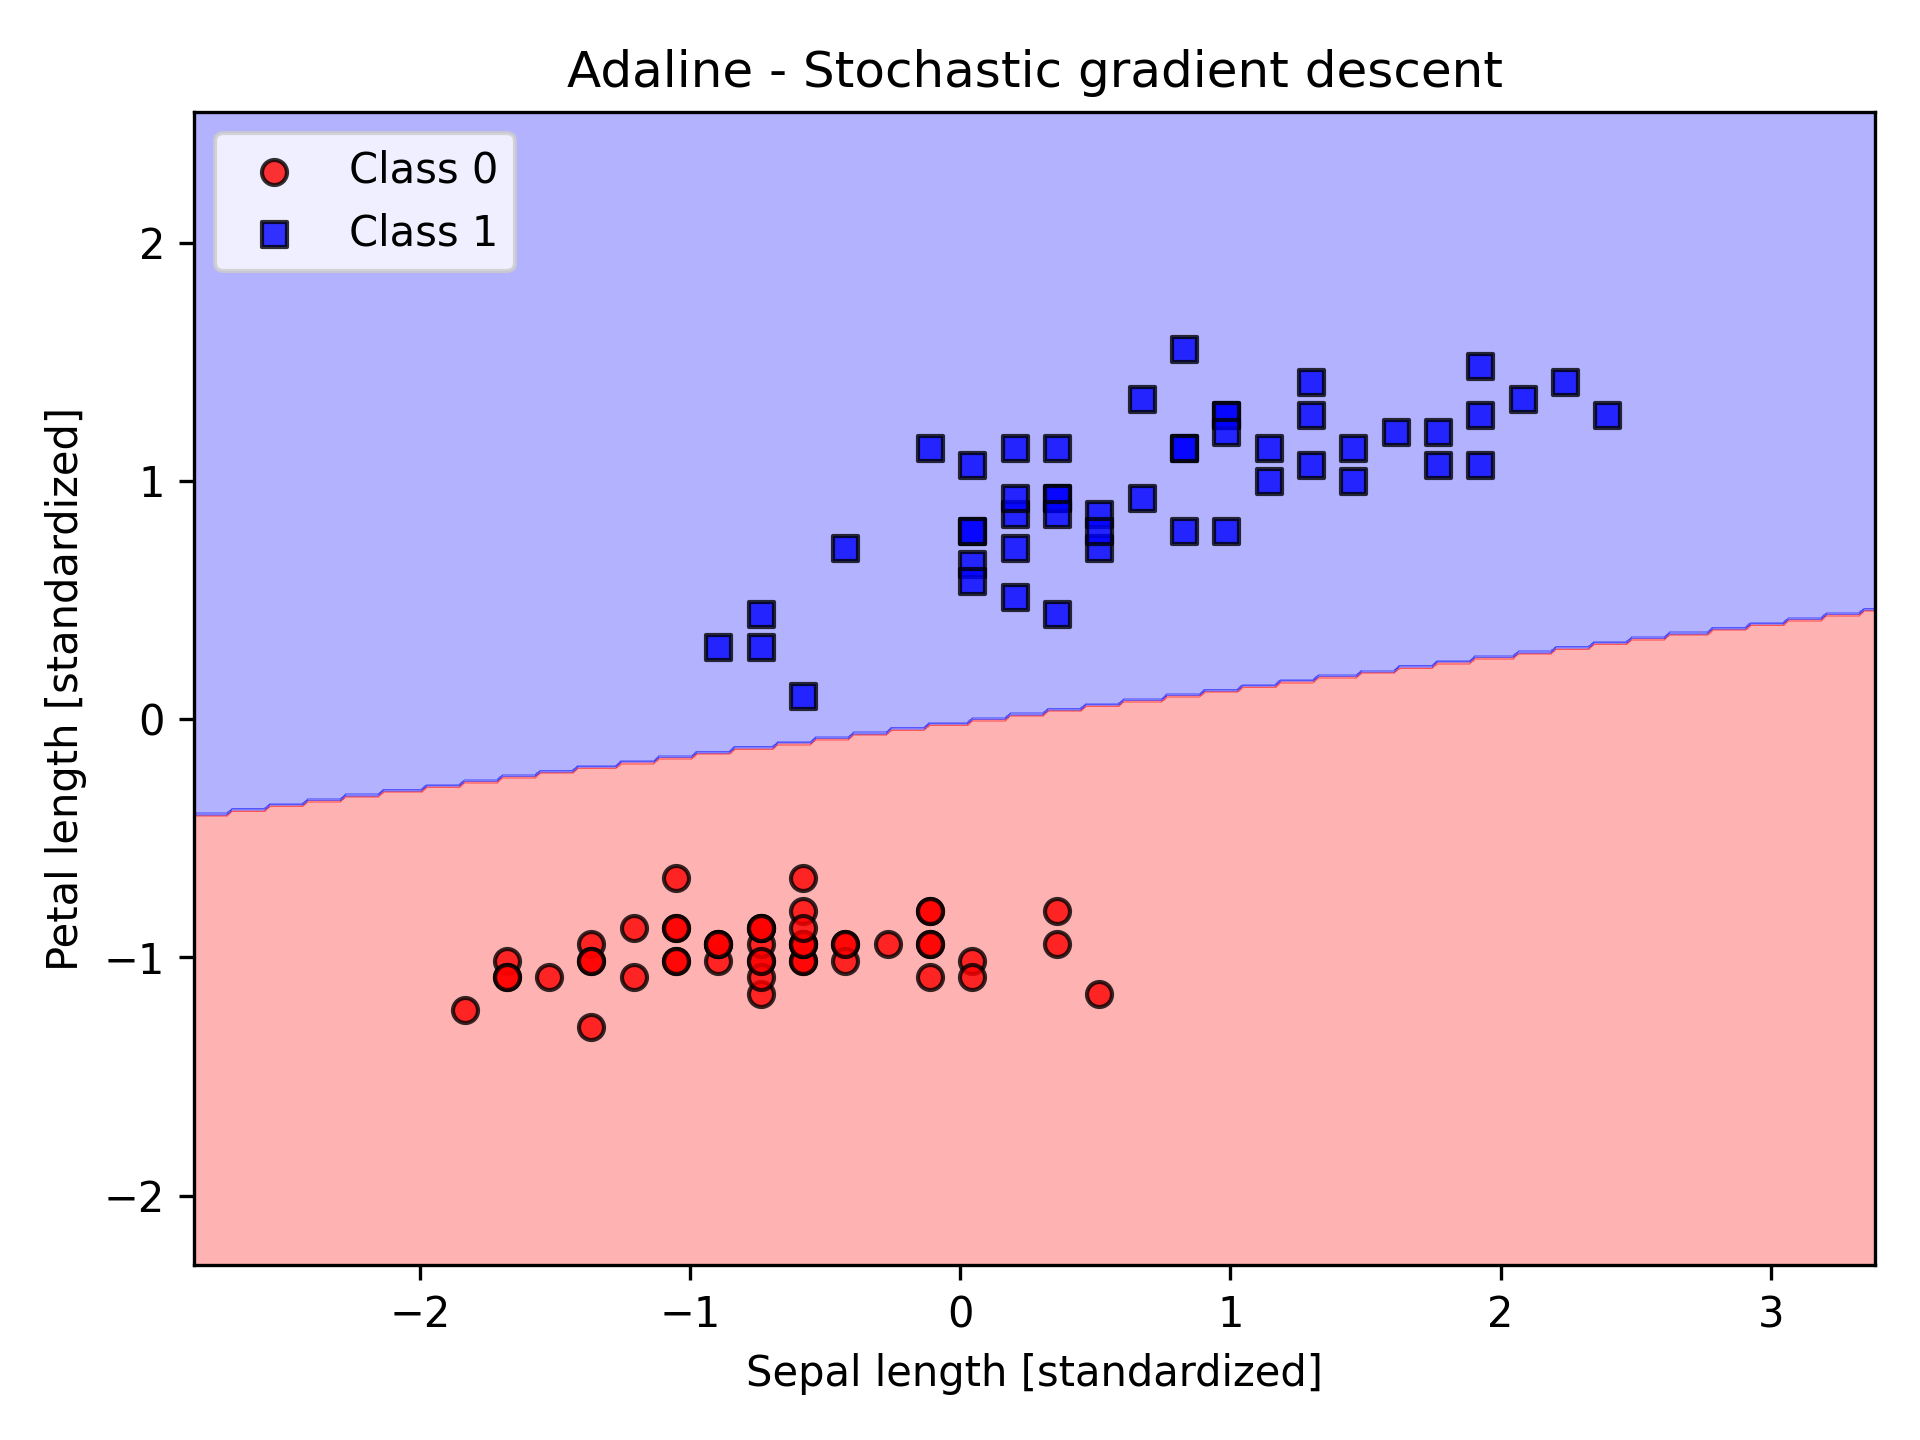 Adaline - Stochastic gradient descent
Class 0
Class 1
2
1
0
−1
−2
Petal length [standardized]
−2
−1
0
1
2
3
Sepal length [standardized]